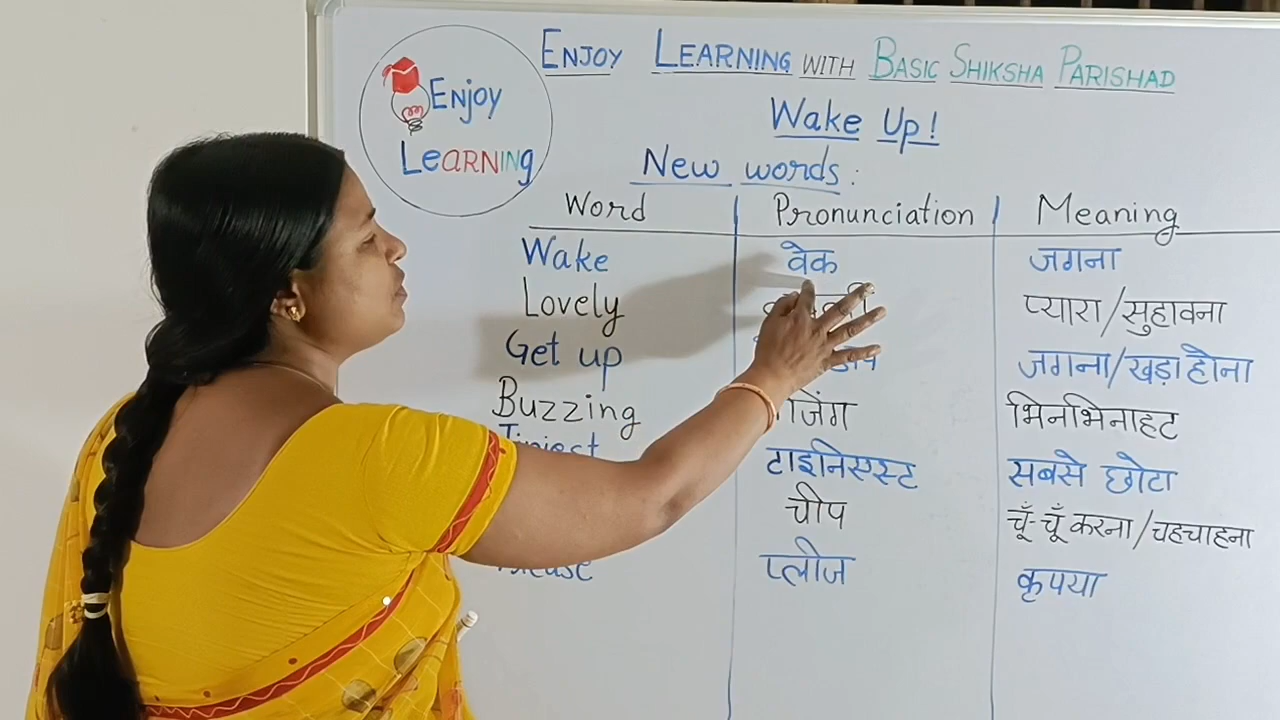 Enjoy Learning with Basic Shiksha Parishad
Enjoy
Learning
Wake Up!
New words:
Word Pronunciation Meaning
Wake वेक जगना
Lovely प्यारा/सुहावना
Get up जगना/खड़ा होना
Buzzing भिनभिनाहट
Tiniest टाइनिएस्ट सबसे छोटा
चीप चूँ-चूँ करना/चहचाहना
प्लीज कृपया